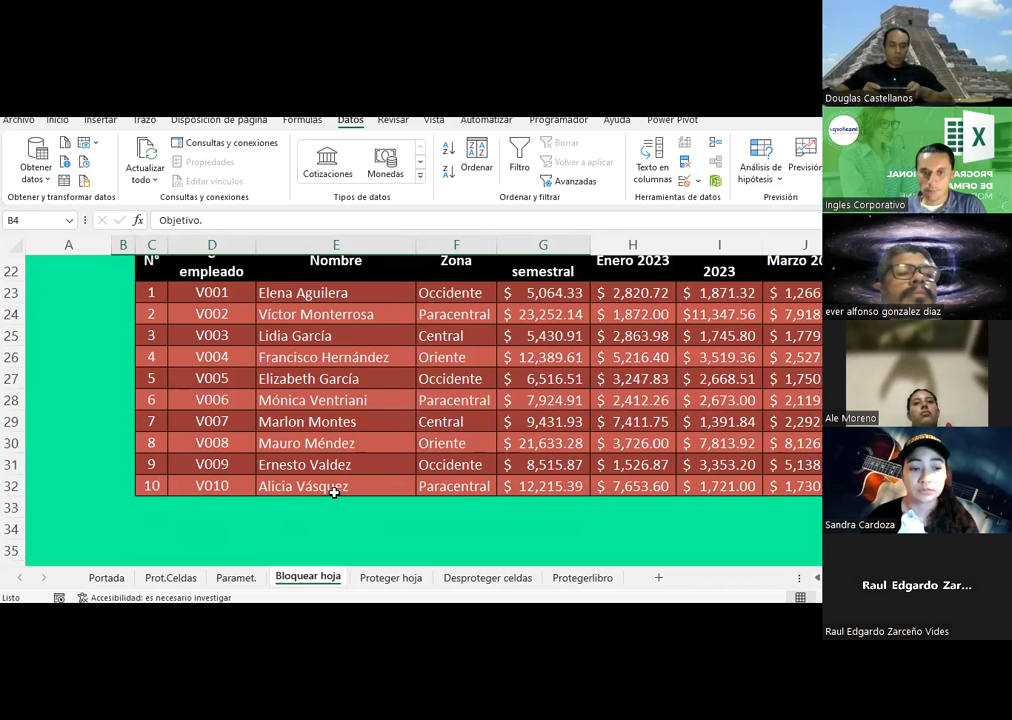 Archivo Inicio Insertar Trazo Disposición de página Fórmulas Datos Revisar Vista Automatizar Programador Ayuda Power Pivot
Obtener datos
Obtener y transformar datos
Actualizar todo
Consultas y conexiones
Propiedades
Editar vínculos
Consultas y conexiones
Cotizaciones
Monedas
Tipos de datos
Ordenar
Filtro
Borrar
Volver a aplicar
Avanzadas
Ordenar y filtrar
Texto en columnas
Herramientas de datos
Análisis de hipótesis
Previsión
Previsión
B4 fx Objetivo.
A B C D E F G H I J
22 N° empleado Nombre Zona semestral Enero 2023 2023 Marzo 20
23 1 V001 Elena Aguilera Occidente $ 5,064.33 $ 2,820.72 $ 1,871.32 $ 1,266
24 2 V002 Víctor Monterrosa Paracentral $ 23,252.14 $ 1,872.00 $11,347.56 $ 7,918
25 3 V003 Lidia García Central $ 5,430.91 $ 2,863.98 $ 1,745.80 $ 1,779
26 4 V004 Francisco Hernández Oriente $ 12,389.61 $ 5,216.40 $ 3,519.36 $ 2,527
27 5 V005 Elizabeth García Occidente $ 6,516.51 $ 3,247.83 $ 2,668.51 $ 1,750
28 6 V006 Mónica Ventriani Paracentral $ 7,924.91 $ 2,412.26 $ 2,673.00 $ 2,119
29 7 V007 Marlon Montes Central $ 9,431.93 $ 7,411.75 $ 1,391.84 $ 2,292
30 8 V008 Mauro Méndez Oriente $ 21,633.28 $ 3,726.00 $ 7,813.92 $ 8,126
31 9 V009 Ernesto Valdez Occidente $ 8,515.87 $ 1,526.87 $ 3,353.20 $ 5,138
32 10 V010 Alicia Vásquez Paracentral $ 12,215.39 $ 7,653.60 $ 1,721.00 $ 1,730
33
34
35
Portada Prot.Celdas Paramet. Bloquear hoja Proteger hoja Desproteger celdas Protegerlibro
Listo Accesibilidad: es necesario investigar
Douglas Castellanos
Ingles Corporativo
ever alfonso gonzalez diaz
Ale Moreno
Sandra Cardoza
Raul Edgardo Zar...
Raul Edgardo Zarceño Vides